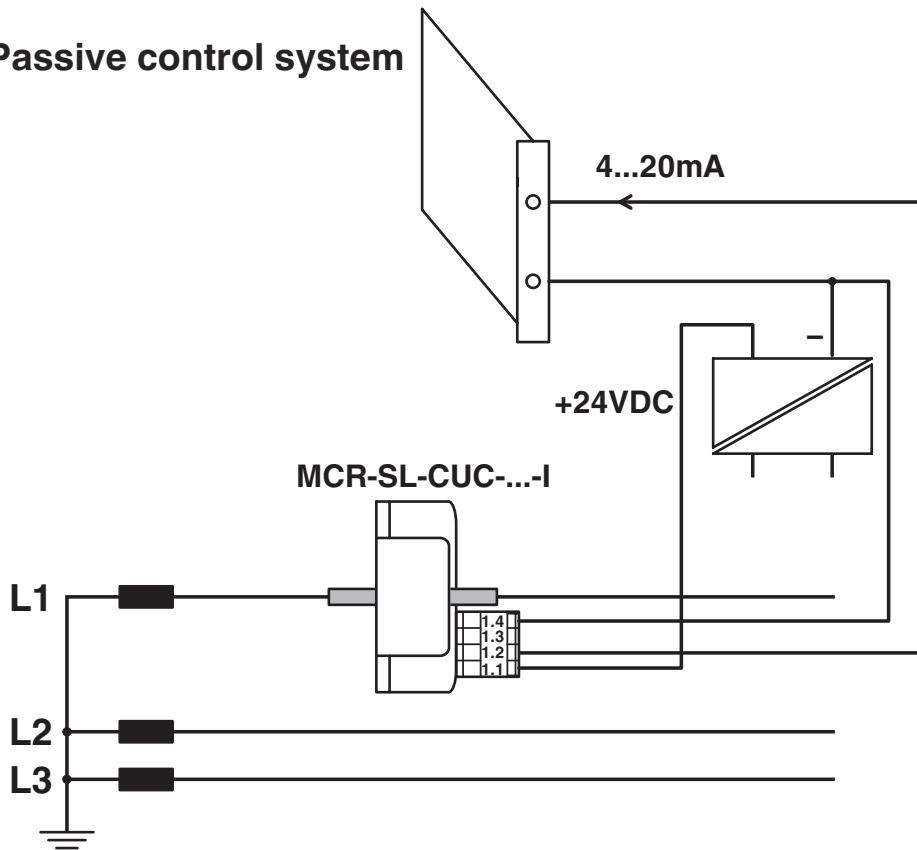 Passive control system
4...20mA
–
+24VDC
MCR-SL-CUC-...-I
L1
1.4
1.3
1.2
1.1
L2
L3